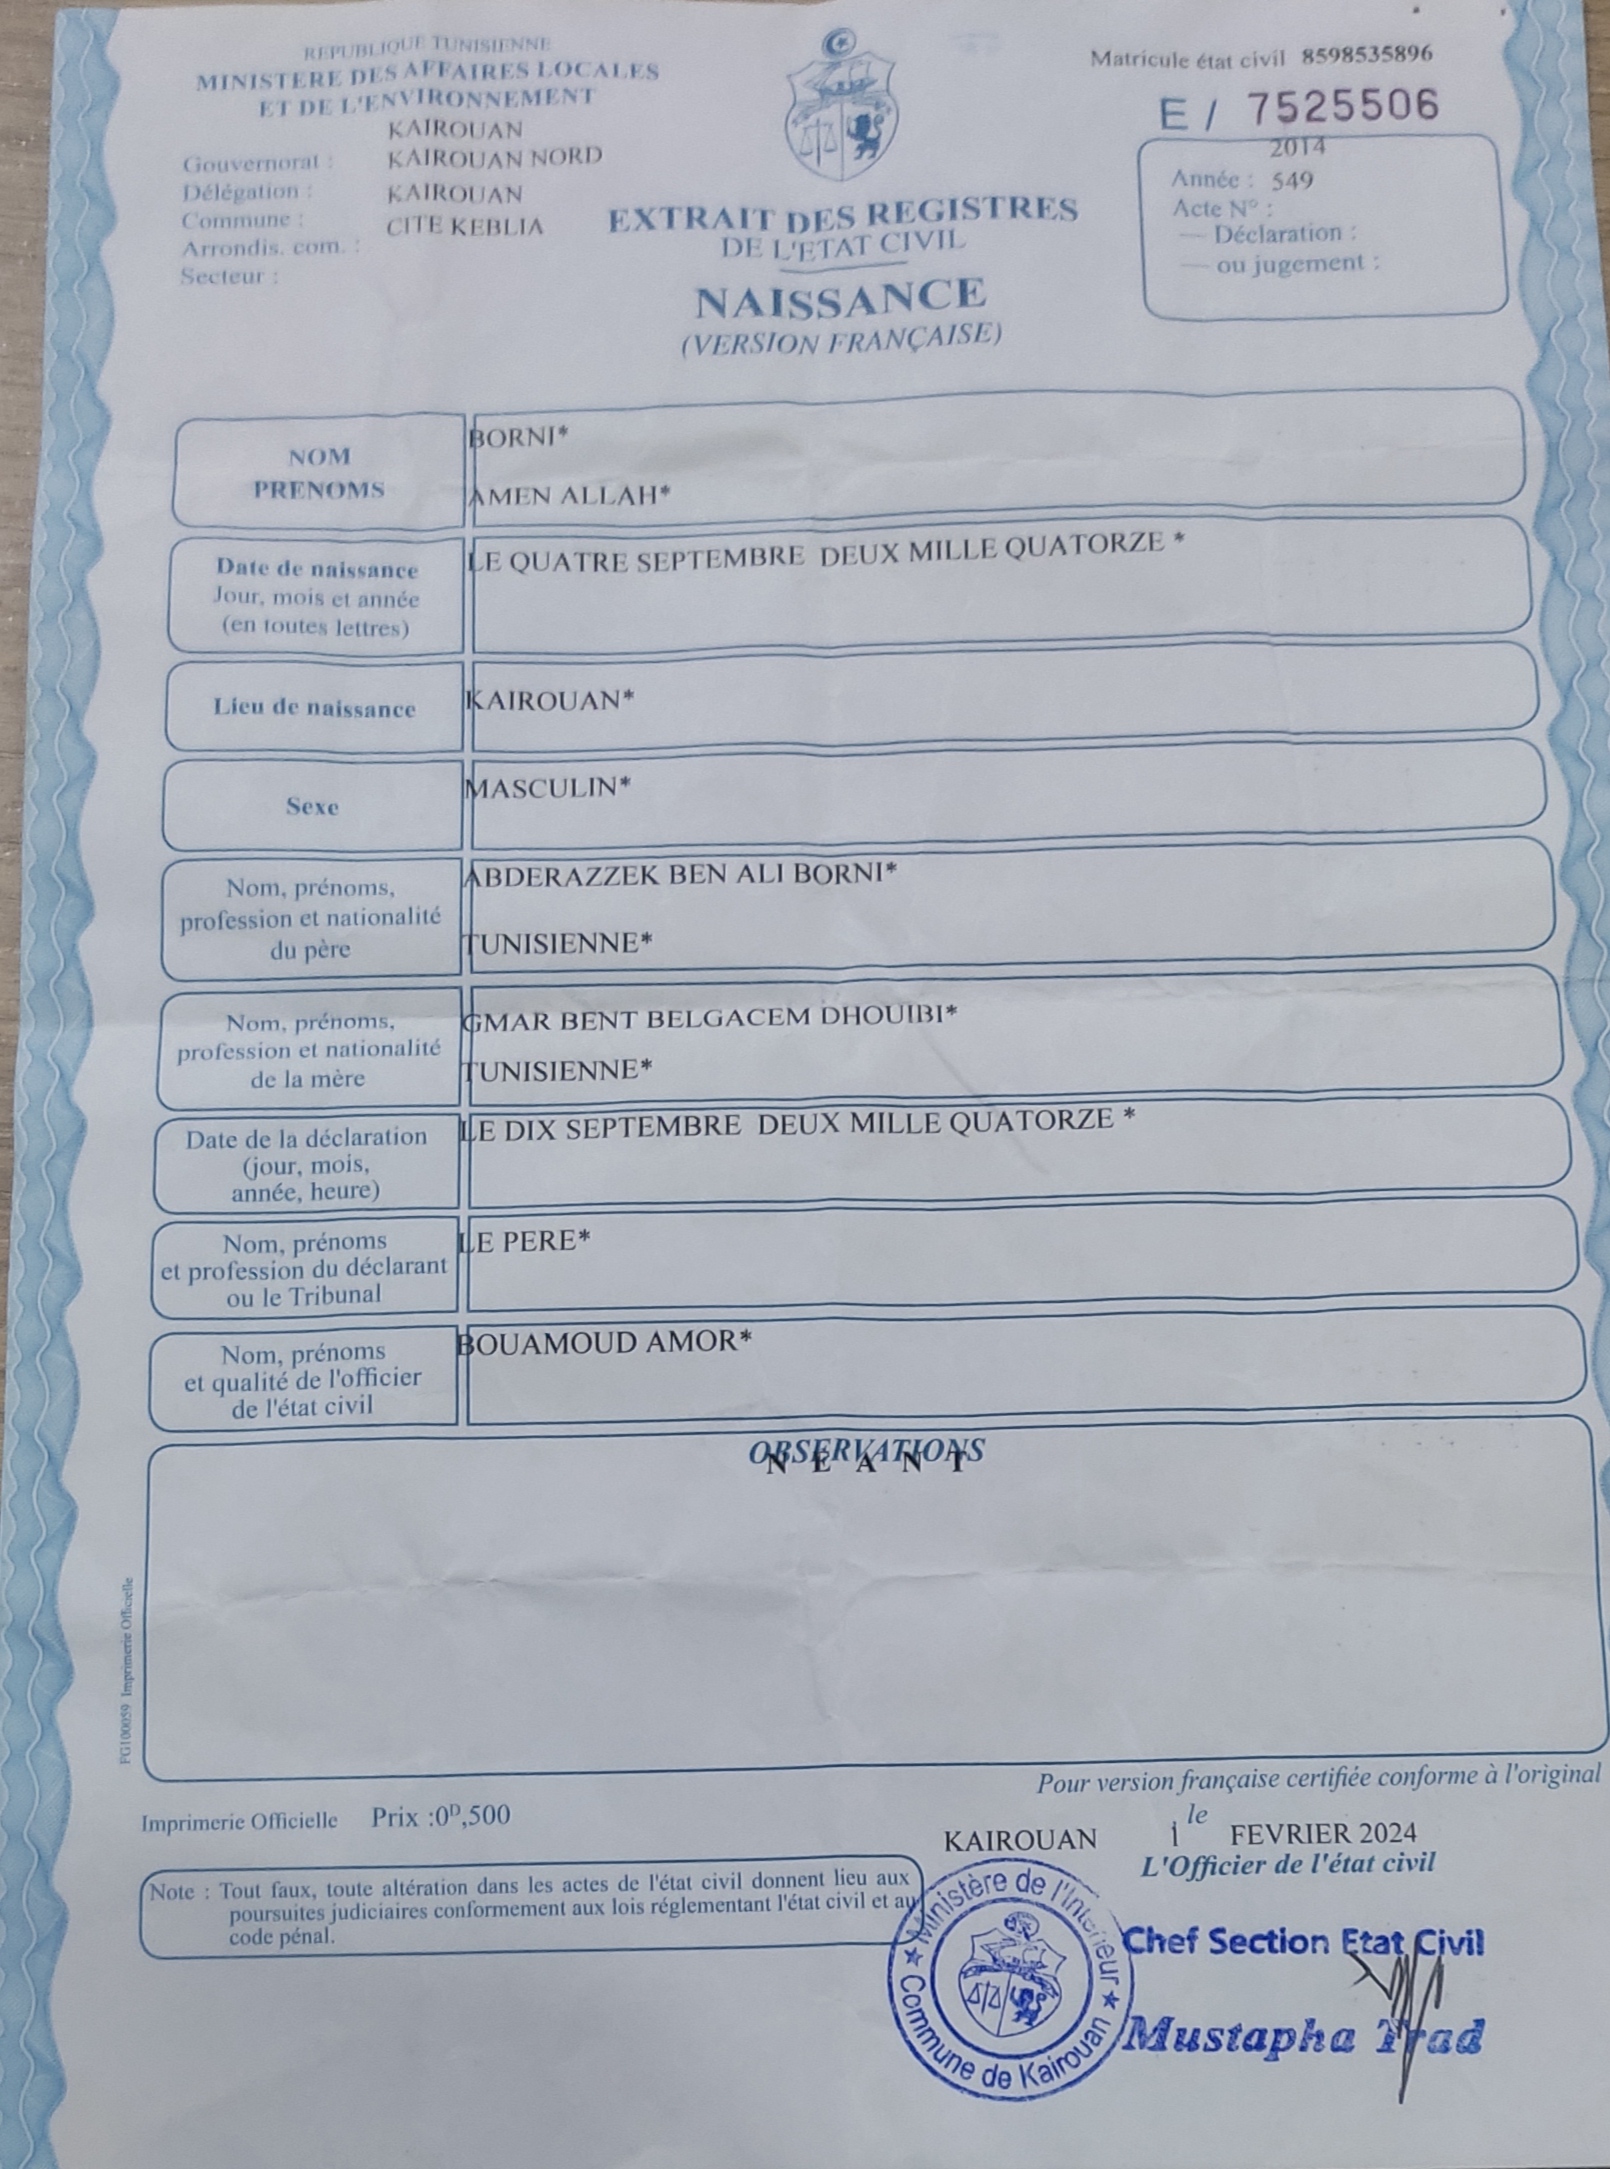 REPUBLIQUE TUNISIENNE
MINISTERE DES AFFAIRES LOCALES
ET DE L'ENVIRONNEMENT
KAIROUAN
Gouvernorat : KAIROUAN NORD
Délégation : KAIROUAN
Commune : CITE KEBLIA
Arrondis. com. :
Secteur :
EXTRAIT DES REGISTRES
DE L'ETAT CIVIL
NAISSANCE
(VERSION FRANÇAISE)
Matricule état civil 8598535896
E / 7525506
2014
Année : 549
Acte N° :
— Déclaration :
— ou jugement :
NOM
PRENOMS
BORNI*
AMEN ALLAH*
Date de naissance
Jour, mois et année
(en toutes lettres)
LE QUATRE SEPTEMBRE DEUX MILLE QUATORZE *
Lieu de naissance
KAIROUAN*
Sexe
MASCULIN*
Nom, prénoms,
profession et nationalité
du père
ABDERAZZEK BEN ALI BORNI*
TUNISIENNE*
Nom, prénoms,
profession et nationalité
de la mère
GMAR BENT BELGACEM DHOUIBI*
TUNISIENNE*
Date de la déclaration
(jour, mois,
année, heure)
LE DIX SEPTEMBRE DEUX MILLE QUATORZE *
Nom, prénoms
et profession du déclarant
ou le Tribunal
LE PERE*
Nom, prénoms
et qualité de l'officier
de l'état civil
BOUAMOUD AMOR*
OBSERVATIONS
N E A N T
FG100059 Imprimerie Officielle
Pour version française certifiée conforme à l'original
Imprimerie Officielle Prix :0ᴰ,500
le
KAIROUAN 1 FEVRIER 2024
L'Officier de l'état civil
Note : Tout faux, toute altération dans les actes de l'état civil donnent lieu aux
poursuites judiciaires conformement aux lois réglementant l'état civil et au
code pénal.
Ministère de l'Interieur
Commune de Kairouan
Chef Section Etat Civil
Mustapha Trad